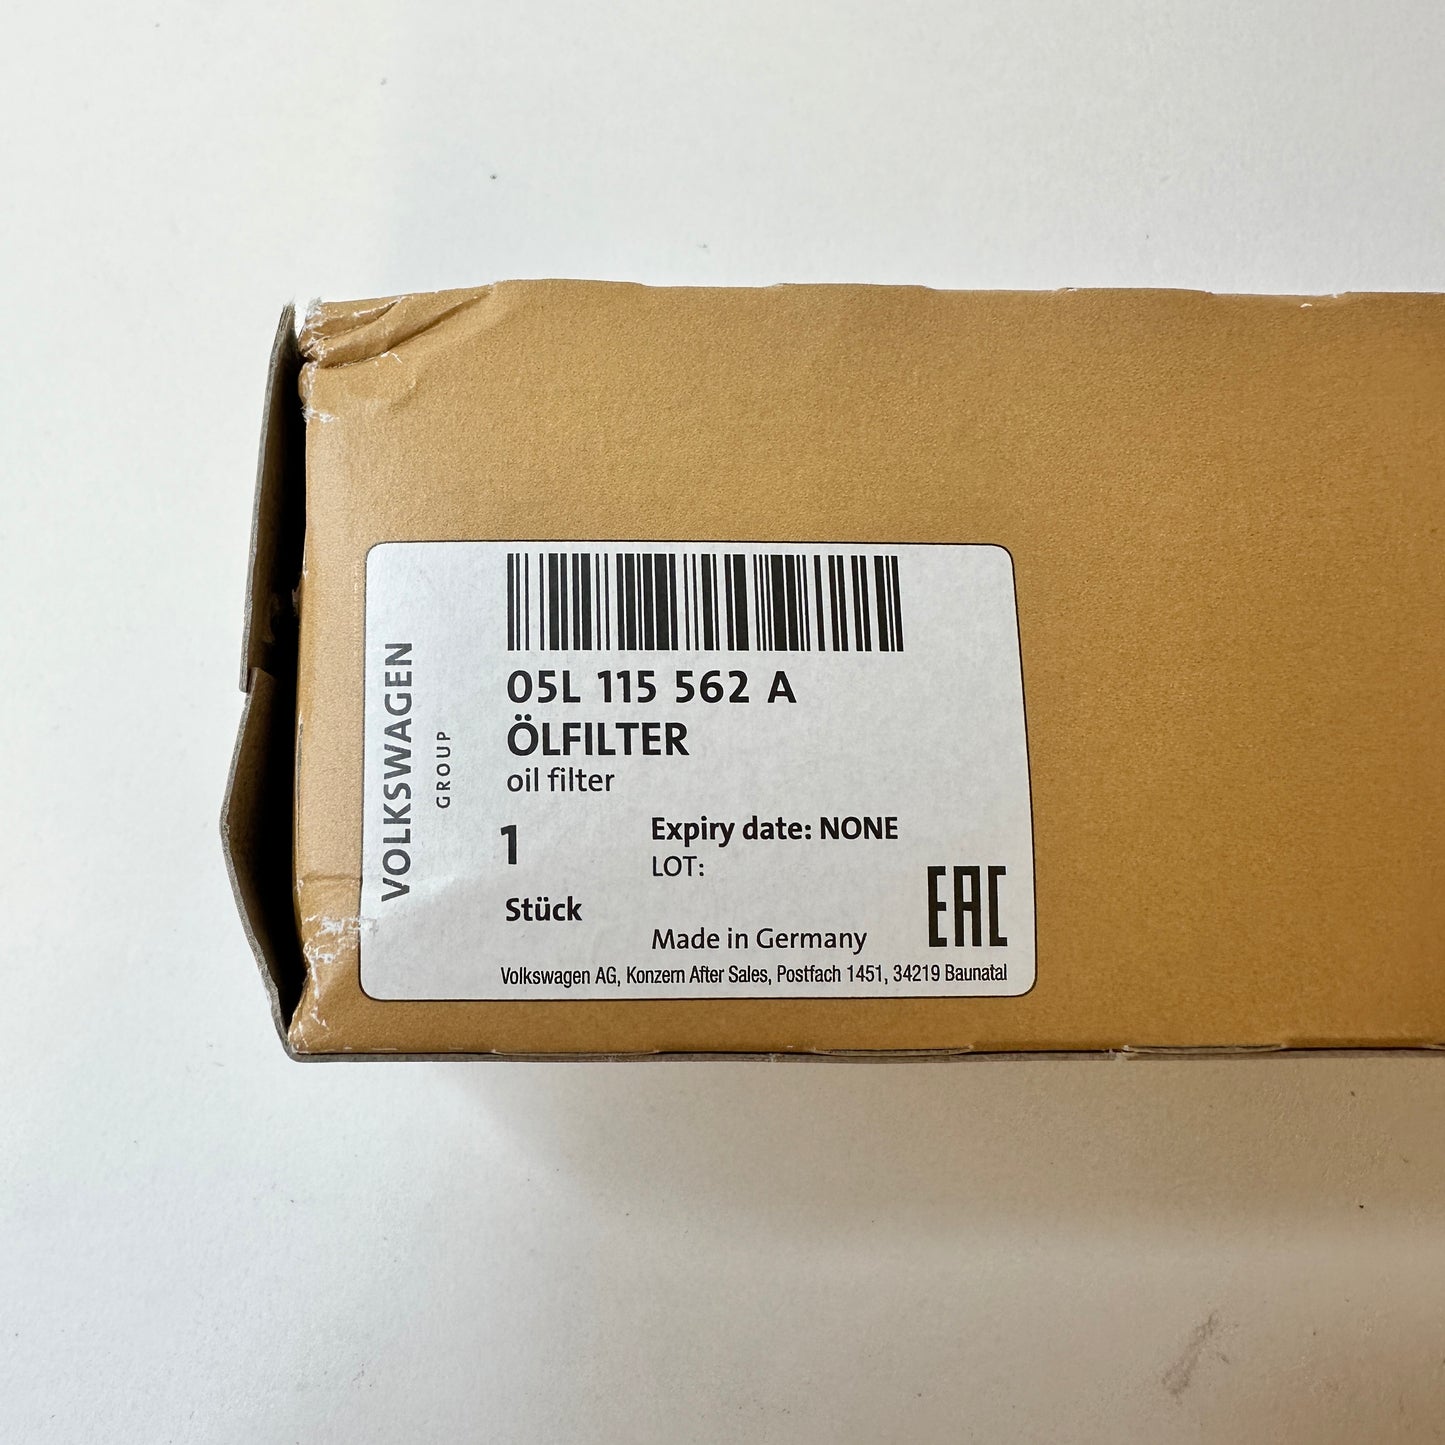 VOLKSWAGEN
GROUP
05L 115 562 A
ÖLFILTER
oil filter
1
Stück
Expiry date: NONE
LOT:
Made in Germany
EAC
Volkswagen AG, Konzern After Sales, Postfach 1451, 34219 Baunatal